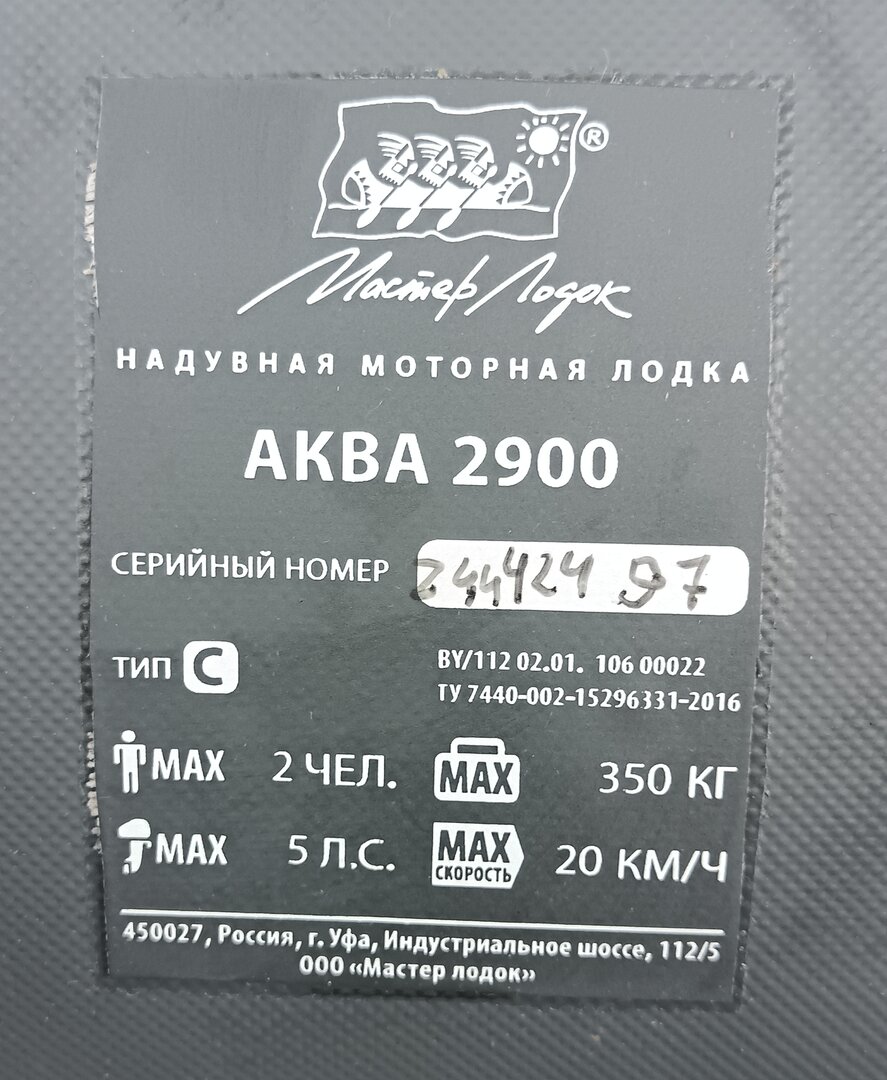 ®
Мастер Лодок
НАДУВНАЯ МОТОРНАЯ ЛОДКА
АКВА 2900
СЕРИЙНЫЙ НОМЕР 244424 97
ТИП C
BY/112 02.01. 106 00022
ТУ 7440-002-15296331-2016
MAX 2 ЧЕЛ. MAX 350 КГ
MAX 5 Л.С. MAX СКОРОСТЬ 20 КМ/Ч
450027, Россия, г. Уфа, Индустриальное шоссе, 112/5
ООО «Мастер лодок»